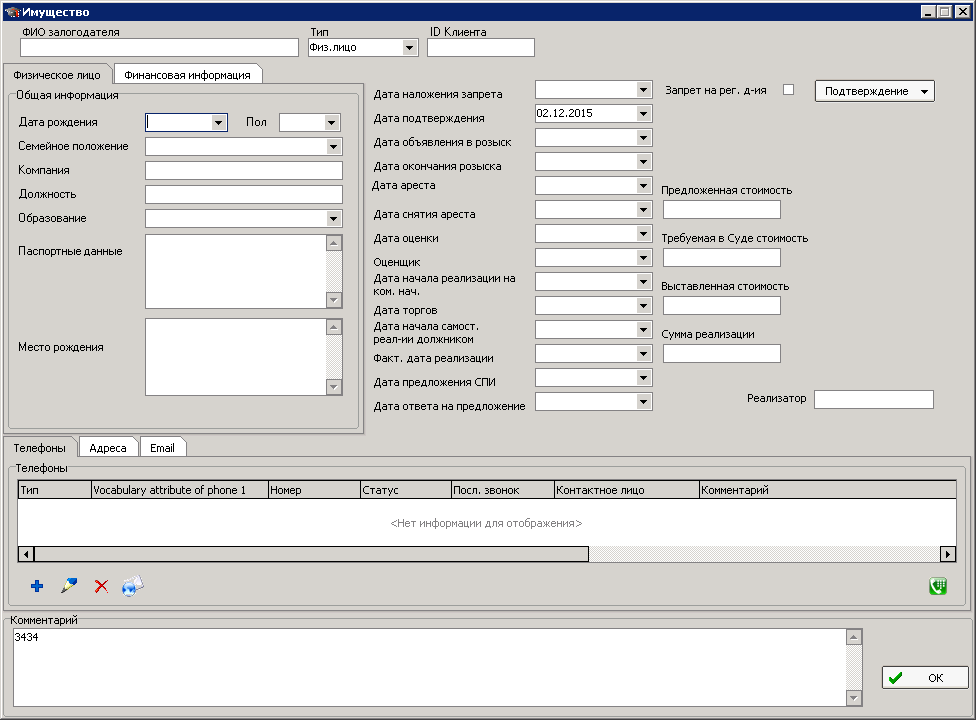 Имущество
ФИО залогодателя
Тип
ID Клиента
Физ.лицо
Физическое лицо
Финансовая информация
Общая информация
Дата рождения
Пол
Семейное положение
Компания
Должность
Образование
Паспортные данные
Место рождения
Дата наложения запрета
Запрет на рег. д-ия
Подтверждение
Дата подтверждения
02.12.2015
Дата объявления в розыск
Дата окончания розыска
Дата ареста
Предложенная стоимость
Дата снятия ареста
Дата оценки
Требуемая в Суде стоимость
Оценщик
Дата начала реализации на
ком. нач.
Выставленная стоимость
Дата торгов
Дата начала самост.
реал-ии должником
Сумма реализации
Факт. дата реализации
Дата предложения СПИ
Дата ответа на предложение
Реализатор
Телефоны
Адреса
Email
Телефоны
Тип
Vocabulary attribute of phone 1
Номер
Статус
Посл. звонок
Контактное лицо
Комментарий
<Нет информации для отображения>
Комментарий
3434
OK